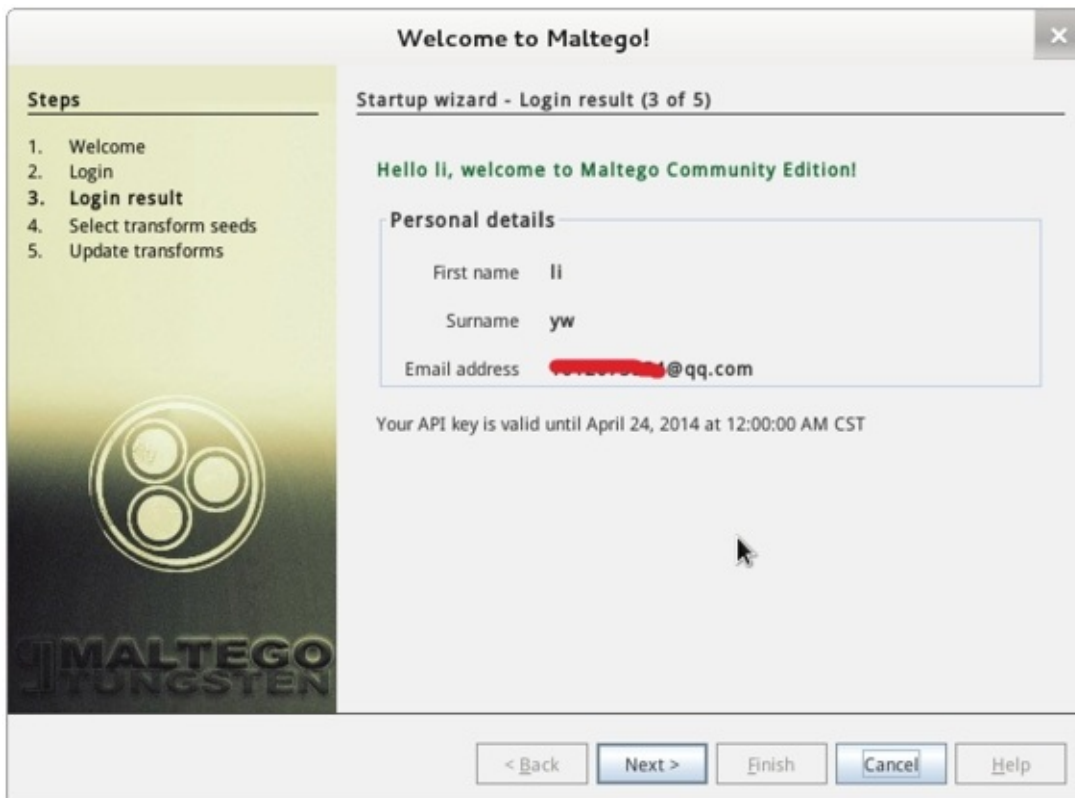 Welcome to Maltego!
Steps
1. Welcome
2. Login
3. Login result
4. Select transform seeds
5. Update transforms
MALTEGO
TUNGSTEN
Startup wizard - Login result (3 of 5)
Hello li, welcome to Maltego Community Edition!
Personal details
First name li
Surname yw
Email address @qq.com
Your API key is valid until April 24, 2014 at 12:00:00 AM CST
< Back Next > Finish Cancel Help